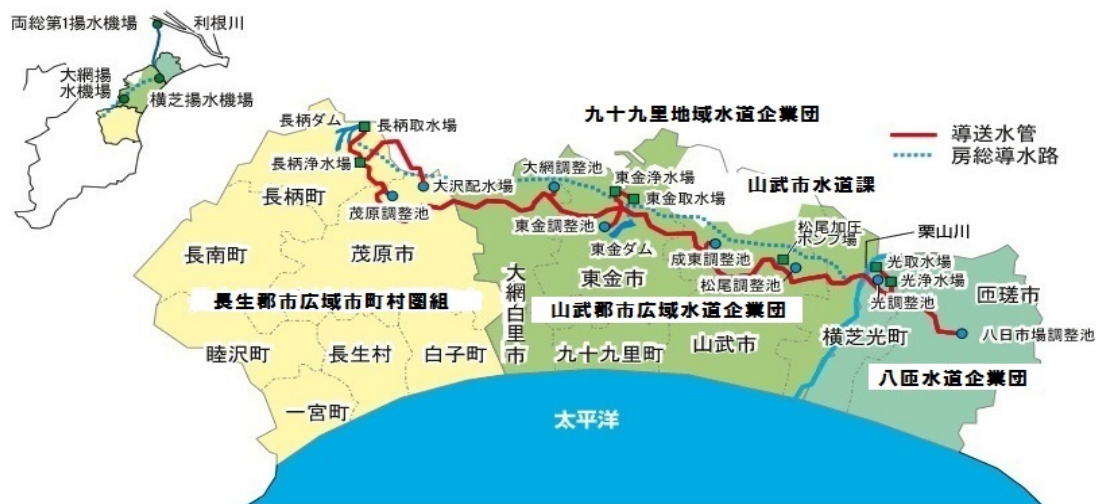 両総第1揚水機場
利根川
大網揚
水機場
横芝揚水機場
九十九里地域水道企業団
導送水管
房総導水路
長柄ダム
長柄取水場
長柄浄水場
大沢配水場
茂原調整池
大網調整池
東金浄水場
東金取水場
山武市水道課
東金調整池
東金ダム
成東調整池
松尾加圧
ポンプ場
栗山川
松尾調整池
光取水場
光浄水場
光調整池
八日市場調整池
長柄町
長南町
茂原市
長生郡市広域市町村圏組
睦沢町
長生村
白子町
一宮町
大網白里市
東金市
山武郡市広域水道企業団
九十九里町
山武市
横芝光町
匝瑳市
八匝水道企業団
太平洋